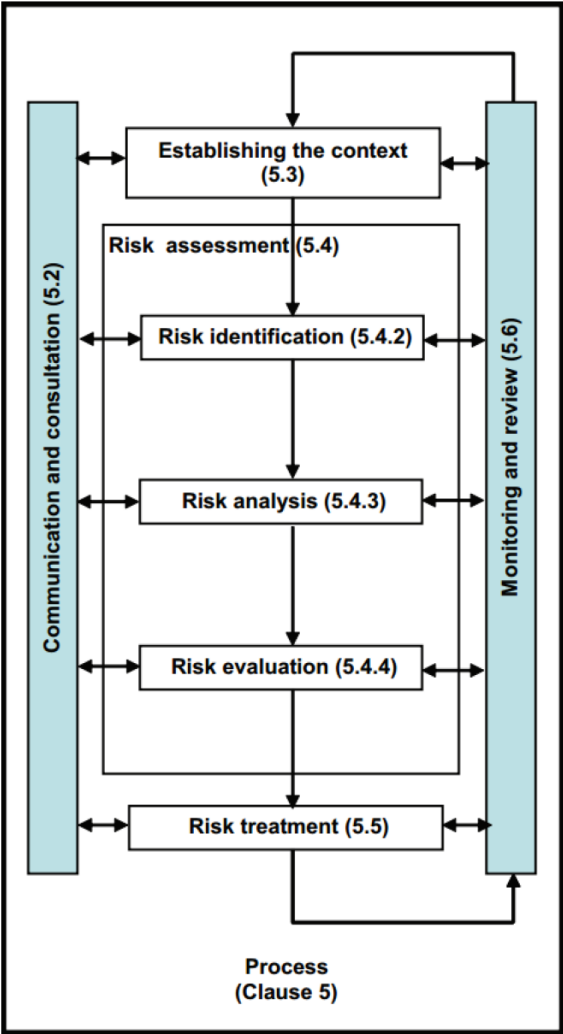 Establishing the context
(5.3)
Risk assessment (5.4)
Communication and consultation (5.2)
Risk identification (5.4.2)
Monitoring and review (5.6)
Risk analysis (5.4.3)
Risk evaluation (5.4.4)
Risk treatment (5.5)
Process
(Clause 5)